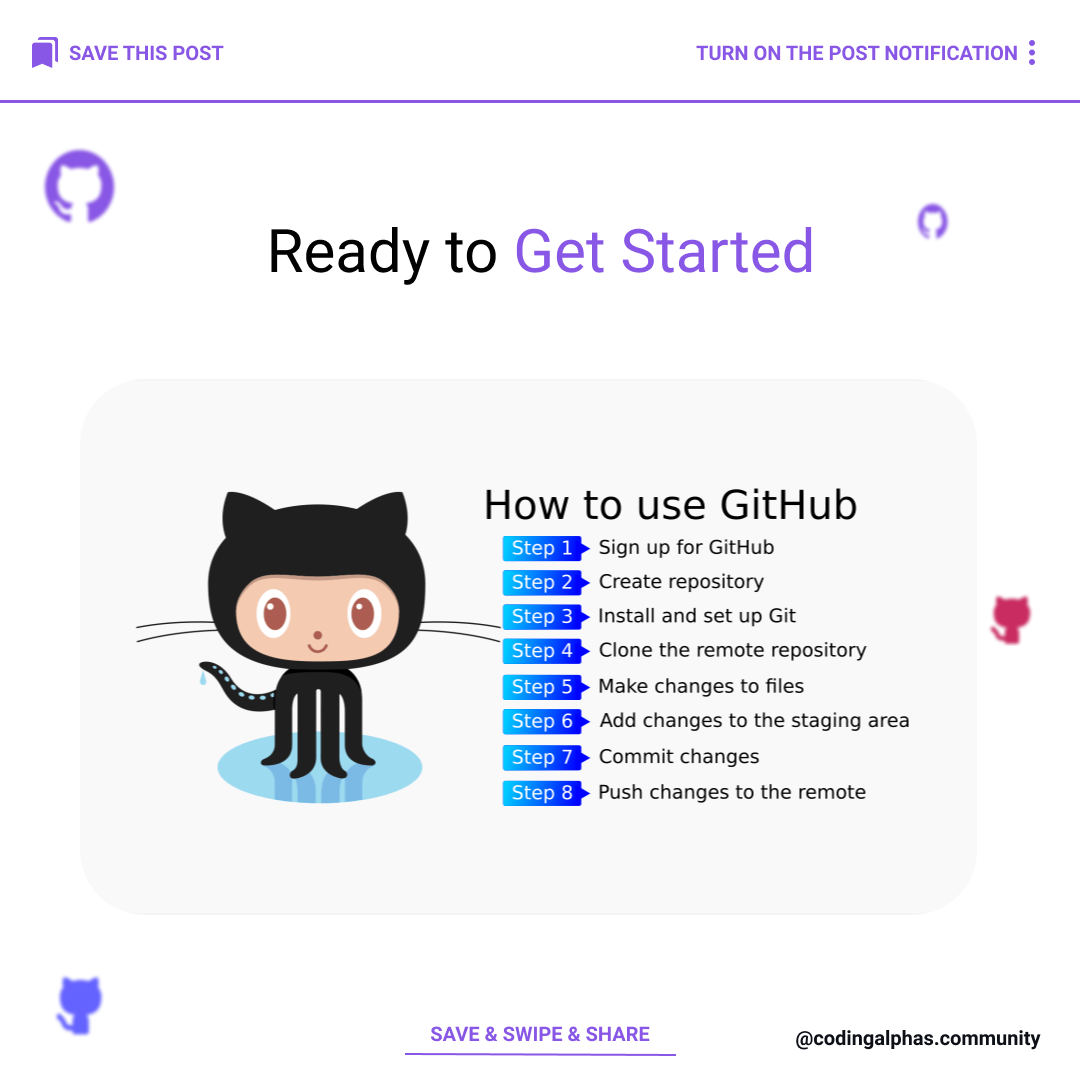 SAVE THIS POST
TURN ON THE POST NOTIFICATION
Ready to Get Started
How to use GitHub
Step 1 Sign up for GitHub
Step 2 Create repository
Step 3 Install and set up Git
Step 4 Clone the remote repository
Step 5 Make changes to files
Step 6 Add changes to the staging area
Step 7 Commit changes
Step 8 Push changes to the remote
SAVE & SWIPE & SHARE
@codingalphas.community